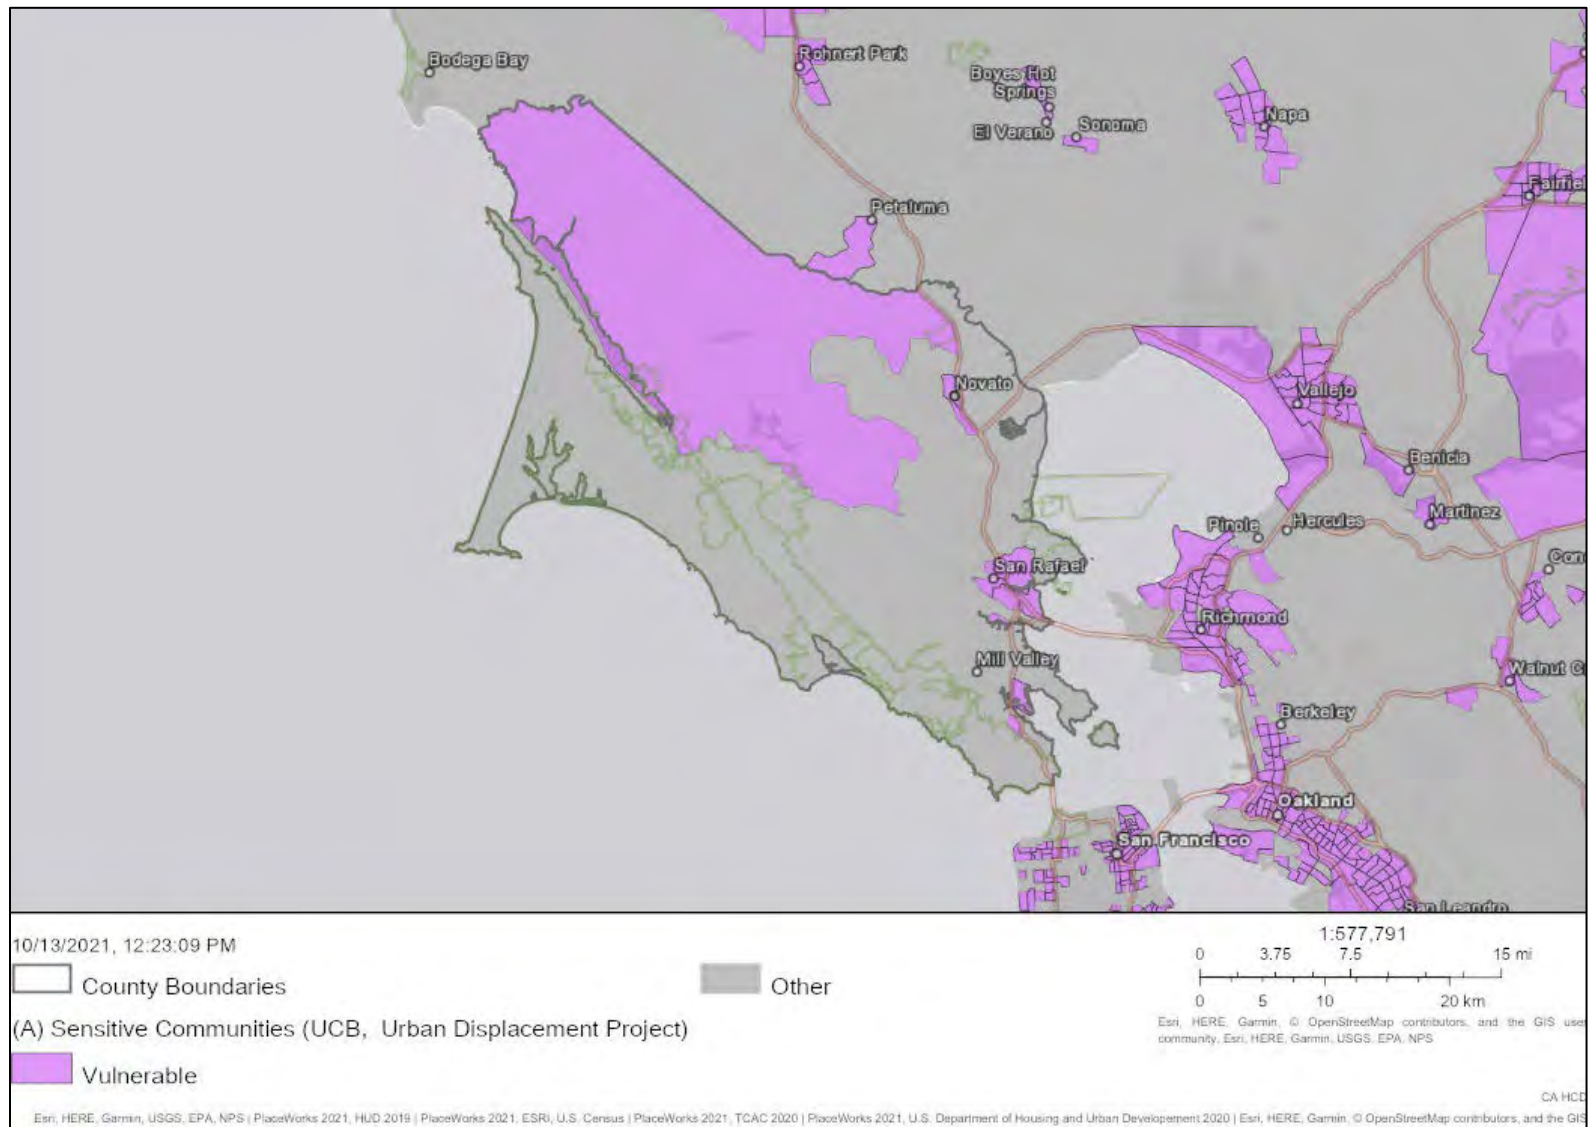 Bodega Bay
Rohnert Park
Boyes Hot
Springs
El Verano
Sonoma
Napa
Petaluma
Novato
Vallejo
Benicia
Martinez
Pinole
Hercules
San Rafael
Richmond
Mill Valley
Berkeley
Oakland
San Francisco
San Leandro
10/13/2021, 12:23:09 PM
County Boundaries
Other
(A) Sensitive Communities (UCB, Urban Displacement Project)
Vulnerable
1:577,791
0 3.75 7.5 15 mi
0 5 10 20 km
Esri, HERE, Garmin, © OpenStreetMap contributors, and the GIS user
community, Esri, HERE, Garmin, USGS, EPA, NPS
CA HCD
Esri, HERE, Garmin, USGS, EPA, NPS | PlaceWorks 2021, HUD 2019 | PlaceWorks 2021, ESRI, U.S. Census | PlaceWorks 2021, TCAC 2020 | PlaceWorks 2021, U.S. Department of Housing and Urban Developement 2020 | Esri, HERE, Garmin, © OpenStreetMap contributors, and the GIS